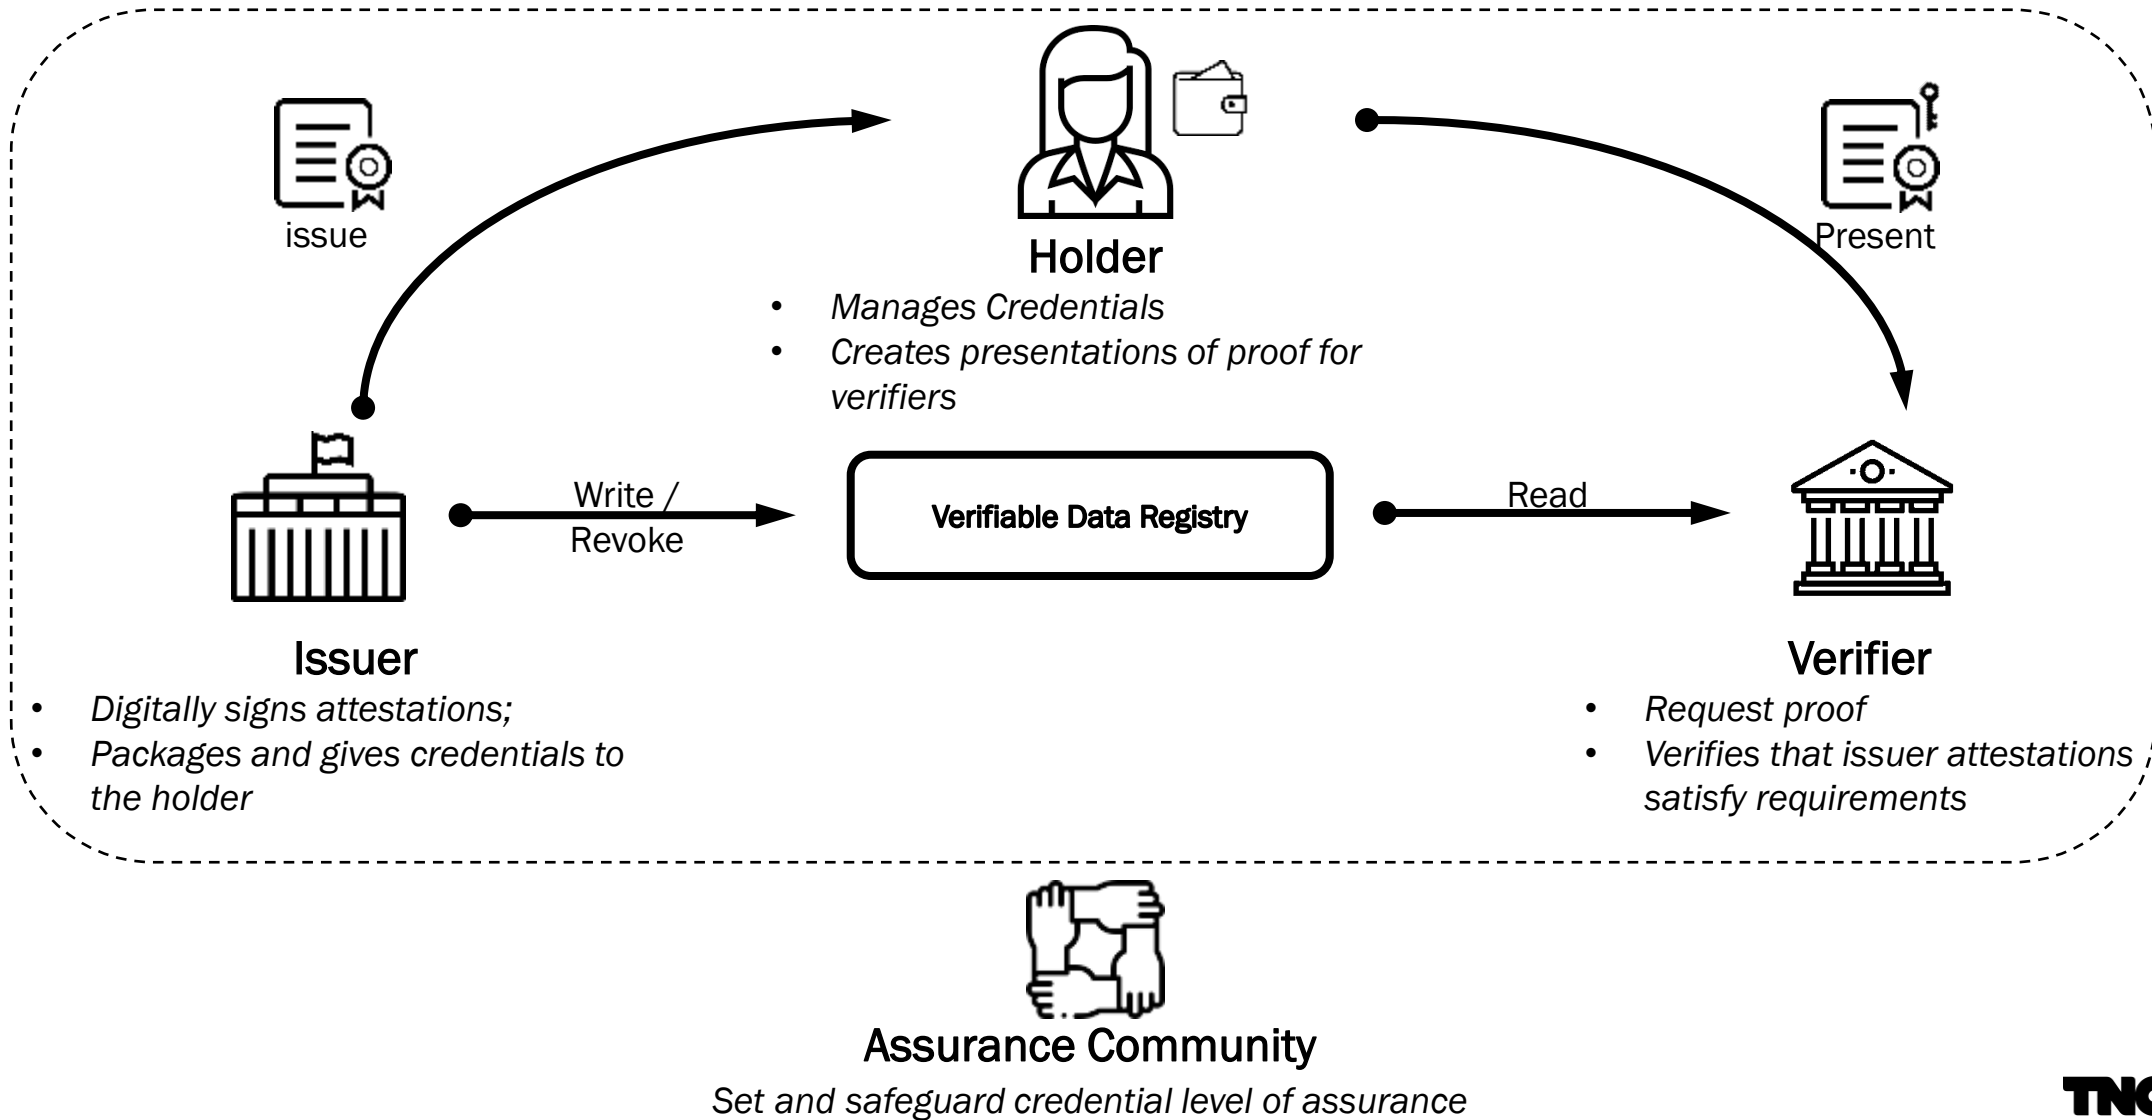 issue
Present
Holder
• Manages Credentials
• Creates presentations of proof for
verifiers
Write /
Revoke
Verifiable Data Registry
Read
Issuer
• Digitally signs attestations;
• Packages and gives credentials to
the holder
Verifier
• Request proof
• Verifies that issuer attestations
satisfy requirements
Assurance Community
Set and safeguard credential level of assurance